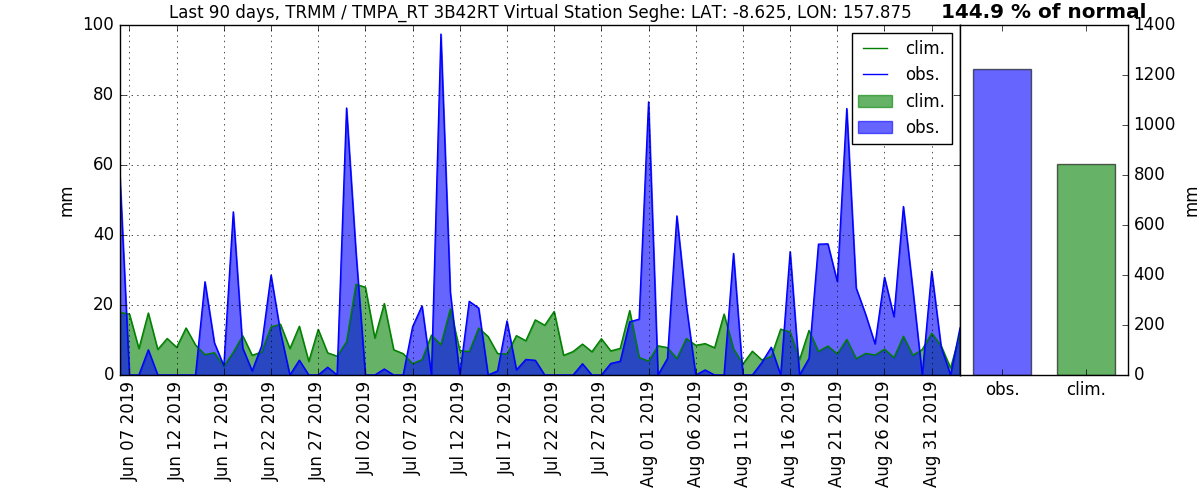 Last 90 days, TRMM / TMPA_RT 3B42RT Virtual Station Seghe: LAT: -8.625, LON: 157.875
144.9 % of normal
mm
100
80
60
40
20
0
clim.
obs.
clim.
obs.
Jun 07 2019
Jun 12 2019
Jun 17 2019
Jun 22 2019
Jun 27 2019
Jul 02 2019
Jul 07 2019
Jul 12 2019
Jul 17 2019
Jul 22 2019
Jul 27 2019
Aug 01 2019
Aug 06 2019
Aug 11 2019
Aug 16 2019
Aug 21 2019
Aug 26 2019
Aug 31 2019
1400
1200
1000
800
600
400
200
0
mm
obs.
clim.